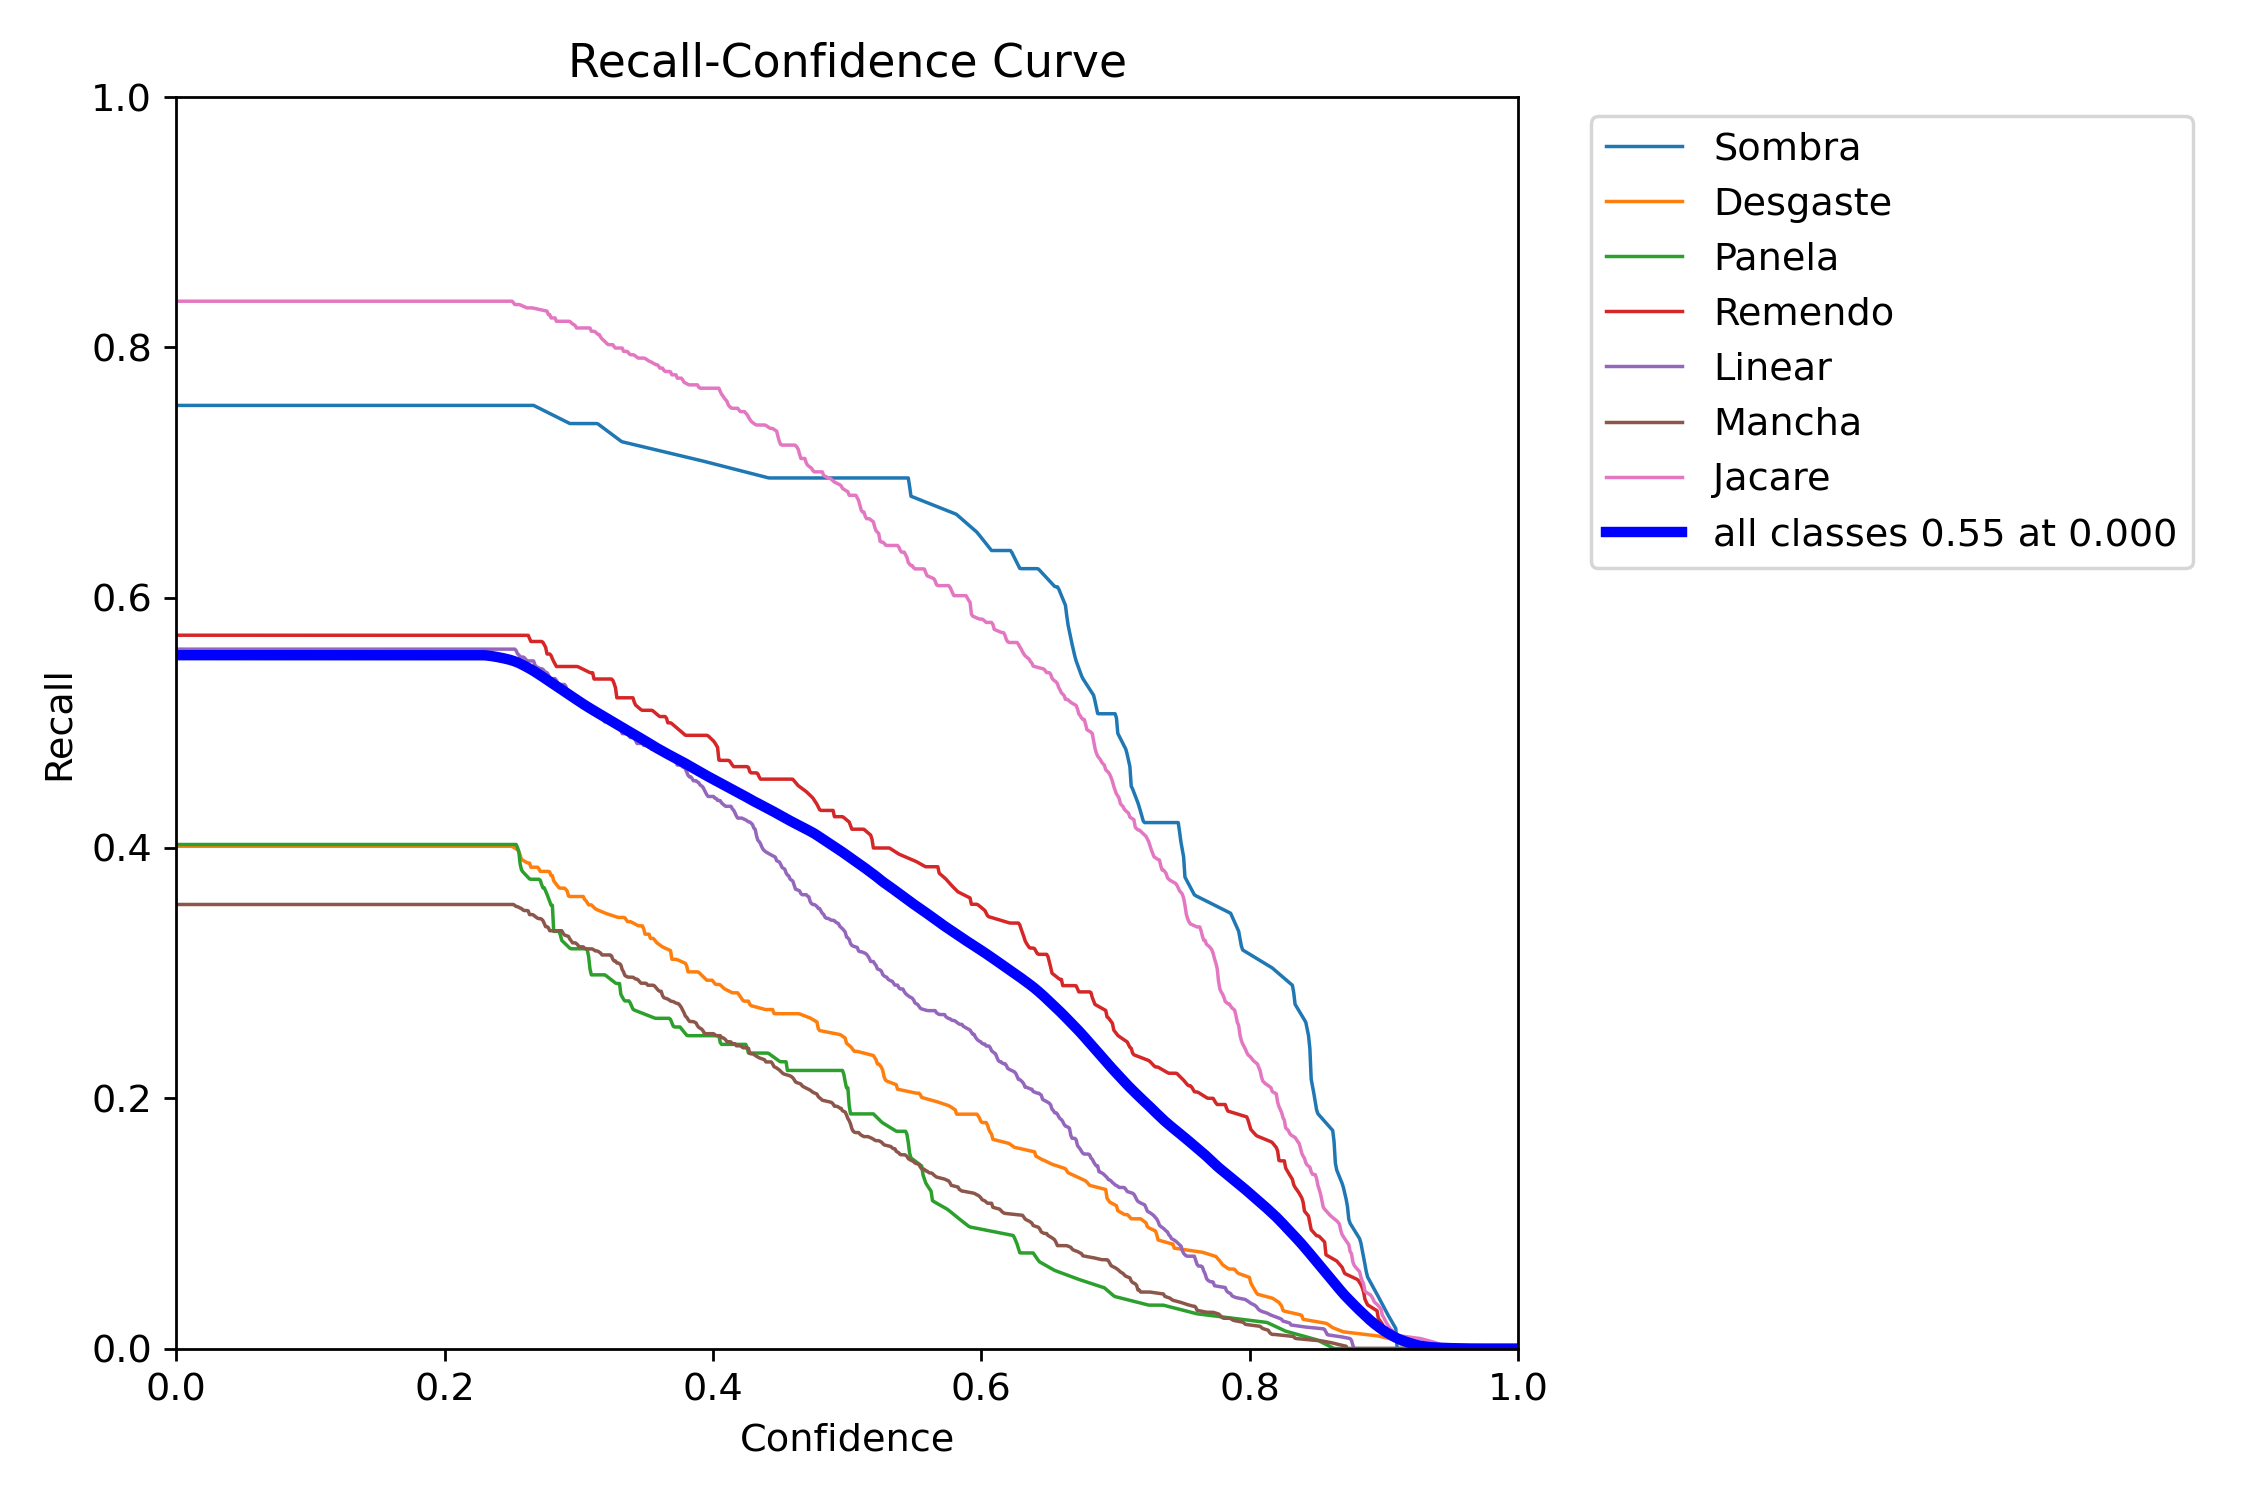 Recall-Confidence Curve
1.0
0.8
0.6
0.4
0.2
0.0
Recall
0.0 0.2 0.4 0.6 0.8 1.0
Confidence
Sombra
Desgaste
Panela
Remendo
Linear
Mancha
Jacare
all classes 0.55 at 0.000